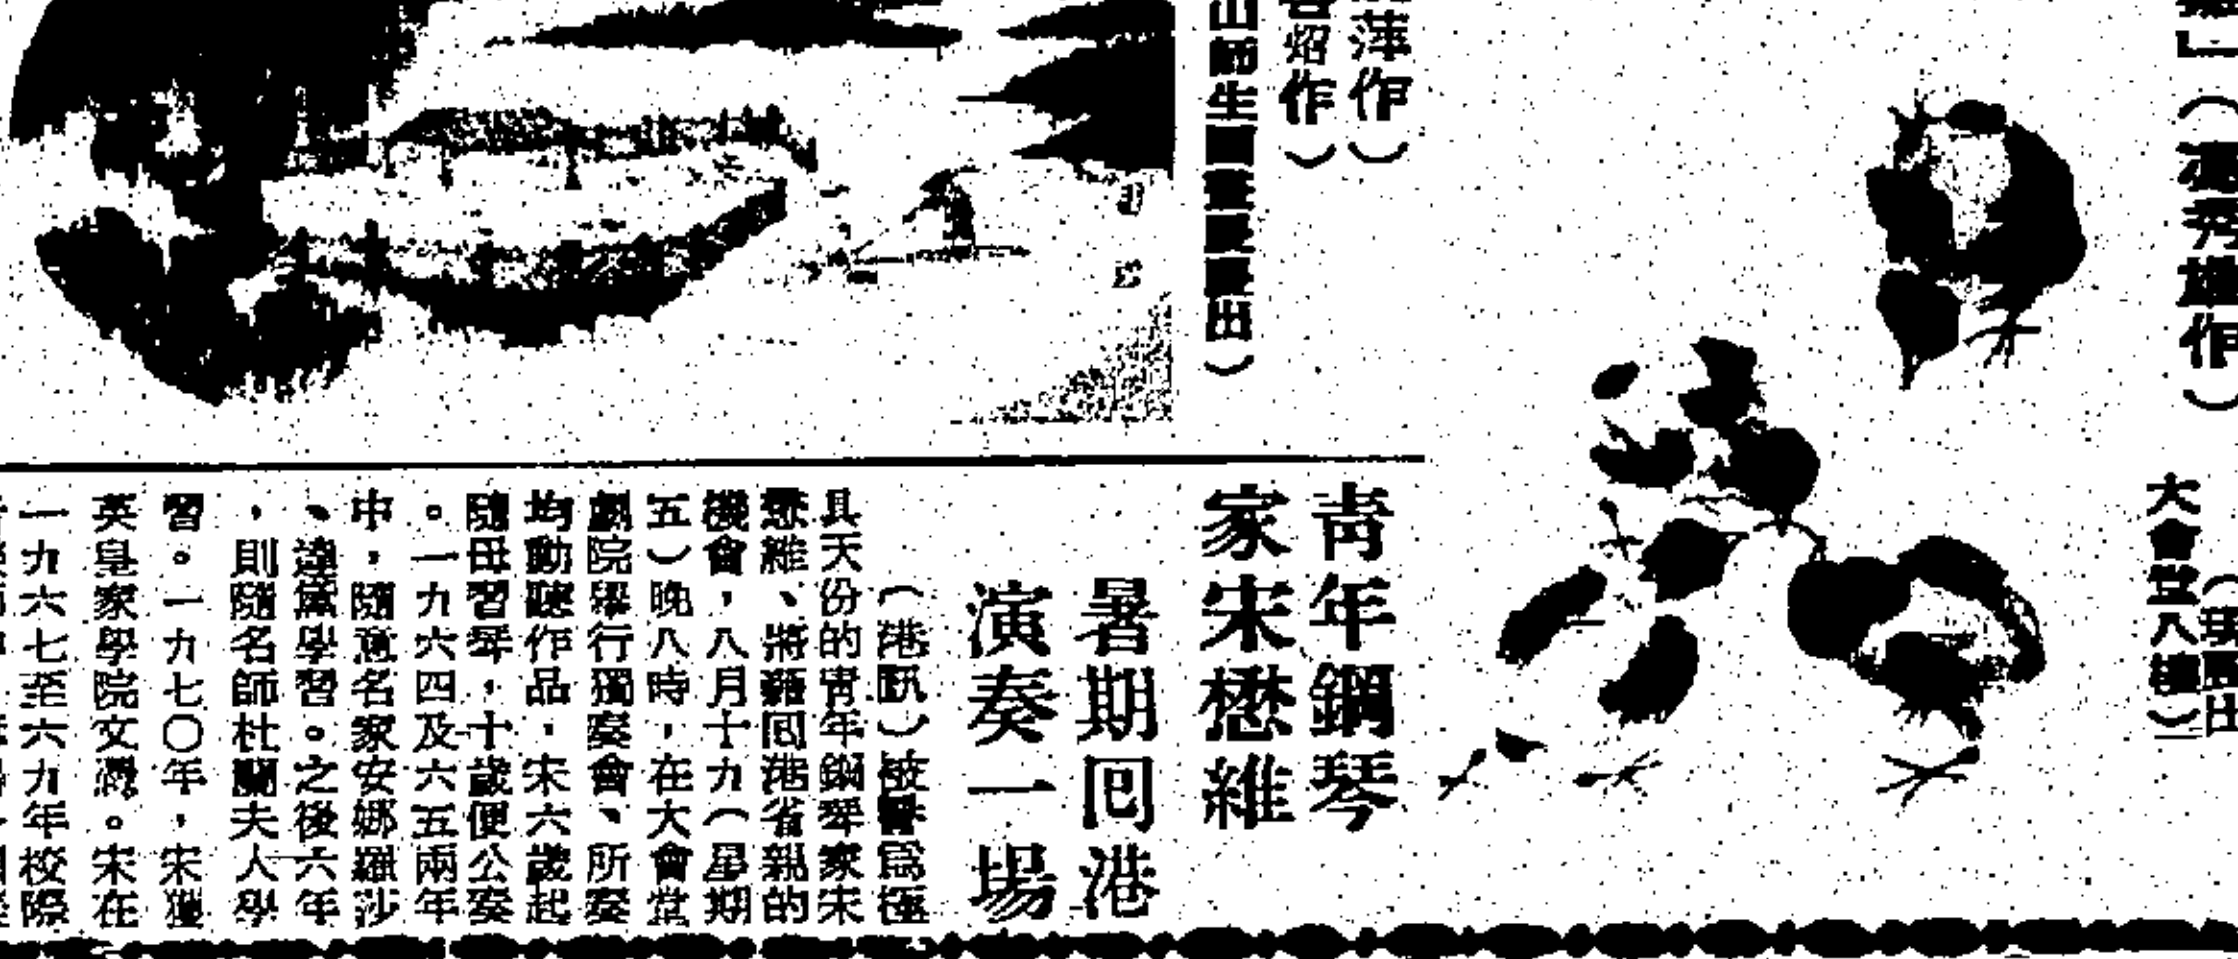 秀雄作）
大會堂八樓）
萍作）
作）
山師生畫展展出）
青年鋼琴
家宋懋維
暑期囘港
演奏一場
（港訊）被譽爲極
具天份的青年鋼琴家宋
懋維、將藉囘港省親的
機會，八月十九（星期
五）晚八時，在大會堂
劇院舉行獨奏會、所奏
均動聽作品，宋六歲起
隨母習琴，十歲便公奏
。一九六四及六五兩年
中，隨意名家安娜羅沙
、達黛學習。之後六年
，則隨名師杜蘭夫人學
習。一九七〇年，宋獲
英皇家學院文憑。宋在
一九六七至六九年校際